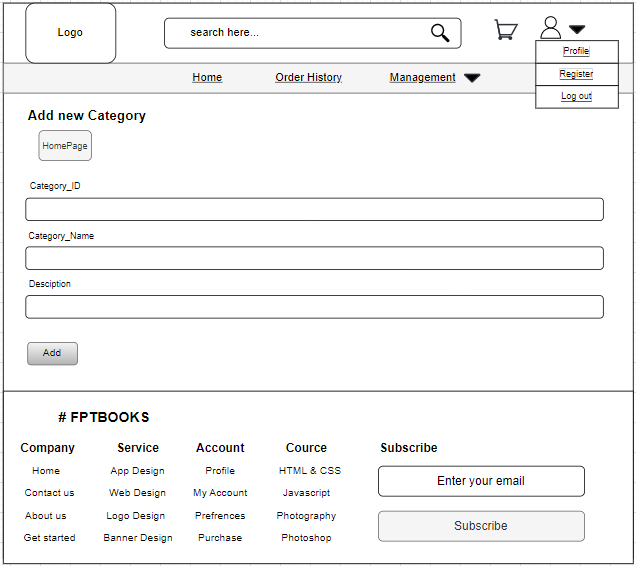 Logo
search here...
Profile
Register
Log out
Home Order History Management
Add new Category
HomePage
Category_ID
Category_Name
Desciption
Add
# FPTBOOKS
Company Service Account Cource Subscribe
Home App Design Profile HTML & CSS
Contact us Web Design My Account Javascript
About us Logo Design Prefrences Photography
Get started Banner Design Purchase Photoshop
Enter your email
Subscribe